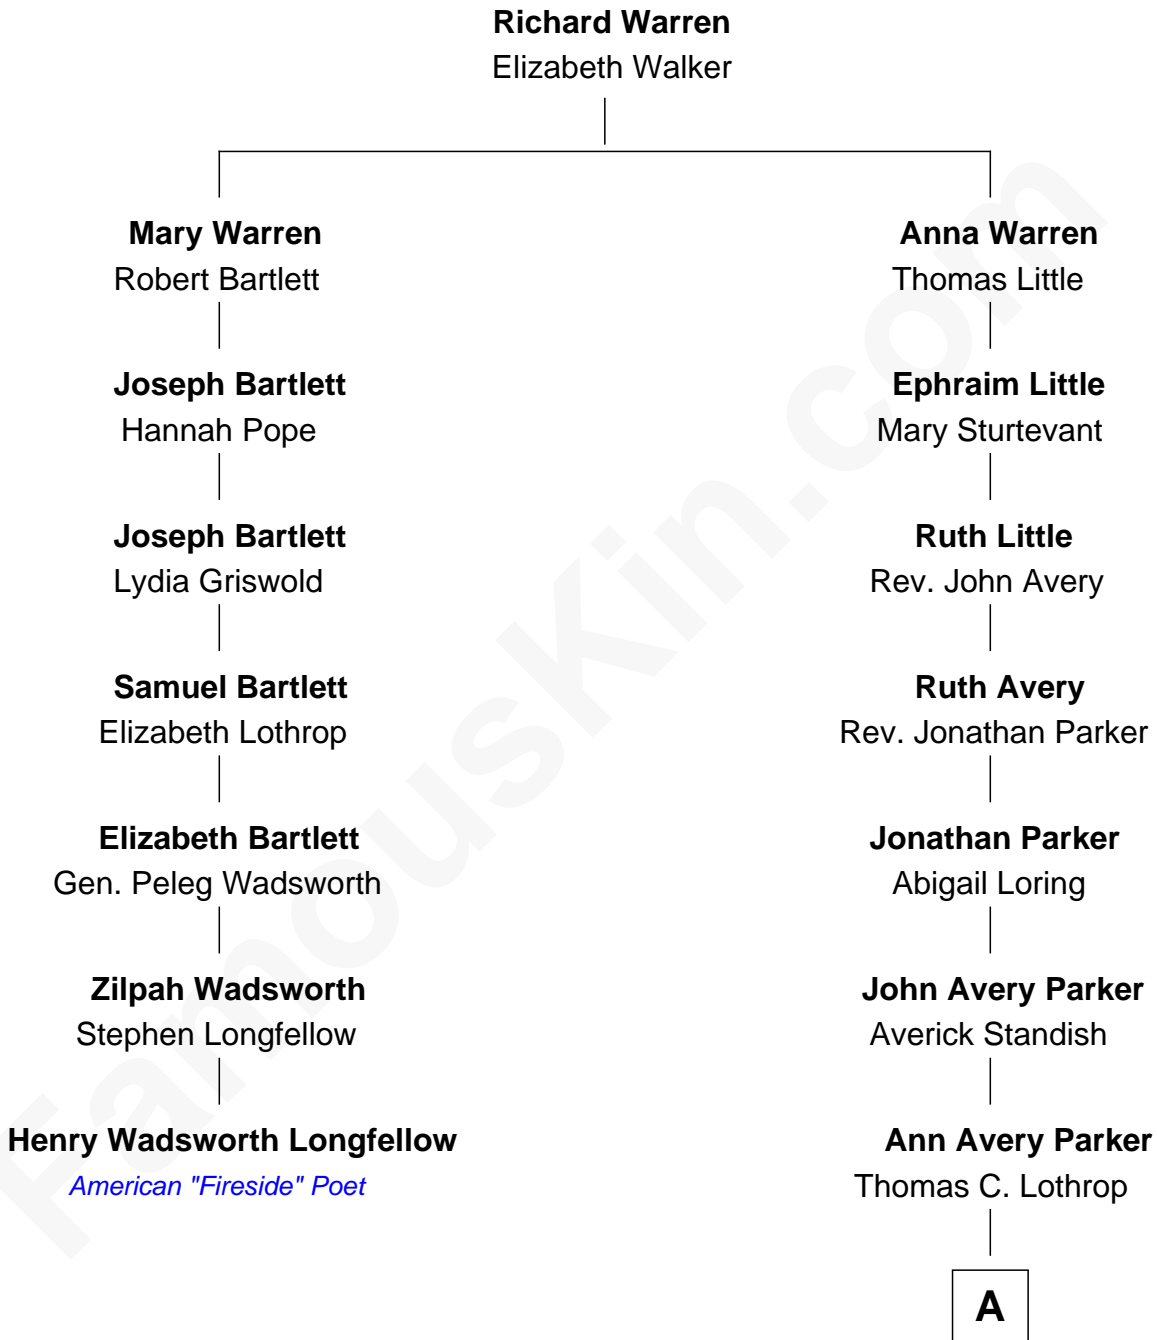 Richard Warren
Elizabeth Walker
Mary Warren
Robert Bartlett
Anna Warren
Thomas Little
Joseph Bartlett
Hannah Pope
Ephraim Little
Mary Sturtevant
Joseph Bartlett
Lydia Griswold
Ruth Little
Rev. John Avery
Samuel Bartlett
Elizabeth Lothrop
Ruth Avery
Rev. Jonathan Parker
Elizabeth Bartlett
Gen. Peleg Wadsworth
Jonathan Parker
Abigail Loring
Zilpah Wadsworth
Stephen Longfellow
John Avery Parker
Averick Standish
Henry Wadsworth Longfellow
American "Fireside" Poet
Ann Avery Parker
Thomas C. Lothrop
A
FamousKin.com